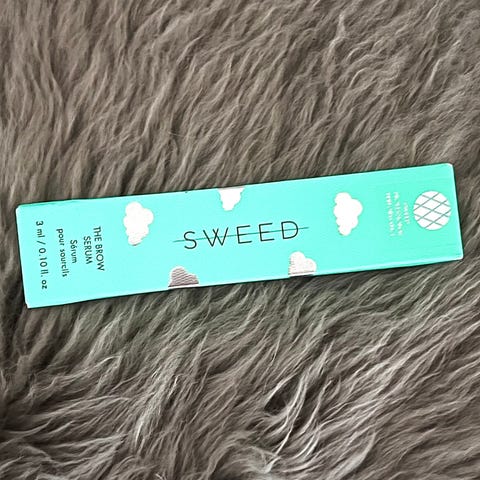 SWEED
THE BROW
SERUM
Sérum
pour sourcils
3 ml / 0.10 fl. oz